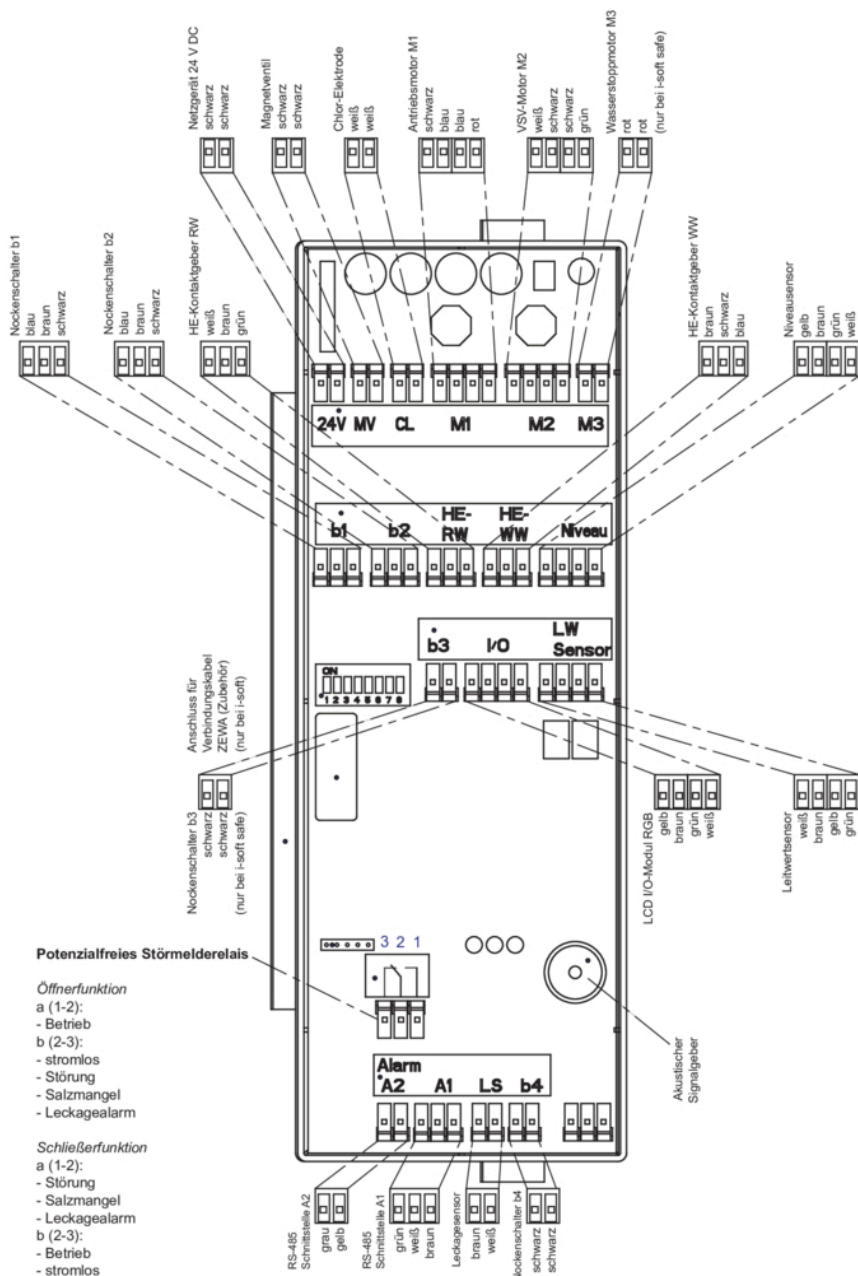 Netzgerät 24 V DC
schwarz
schwarz
Magnetventil
schwarz
schwarz
Chlor-Elektrode
weiß
weiß
Antriebsmotor M1
schwarz
blau
blau
rot
VSV-Motor M2
weiß
schwarz
schwarz
grün
Wasserstoppmotor M3
rot
rot
(nur bei i-soft safe)
Nockenschalter b1
blau
braun
schwarz
Nockenschalter b2
blau
braun
schwarz
HE-Kontaktgeber RW
weiß
braun
grün
HE-Kontaktgeber WW
braun
schwarz
blau
Niveausensor
gelb
braun
grün
weiß
24V MV CL M1 M2 M3
b1 b2 HE-RW HE-WW Niveau
b3 I/O LW Sensor
ON
1 2 3 4 5 6 7 8
Anschluss für
Verbindungskabel
ZEWA (Zubehör)
(nur bei i-soft)
Nockenschalter b3
schwarz
schwarz
(nur bei i-soft safe)
LCD I/O-Modul RGB
gelb
braun
grün
weiß
Leitwertsensor
weiß
braun
gelb
grün
3 2 1
Potenzialfreies Störmelderelais
Öffnerfunktion
a (1-2):
- Betrieb
b (2-3):
- stromlos
- Störung
- Salzmangel
- Leckagealarm
Schließerfunktion
a (1-2):
- Störung
- Salzmangel
- Leckagealarm
b (2-3):
- Betrieb
- stromlos
Akustischer
Signalgeber
Alarm
A2 A1 LS b4
RS-485
Schnittstelle A2
grau
gelb
RS-485
Schnittstelle A1
grün
weiß
braun
Leckagesensor
braun
weiß
Nockenschalter b4
schwarz
schwarz